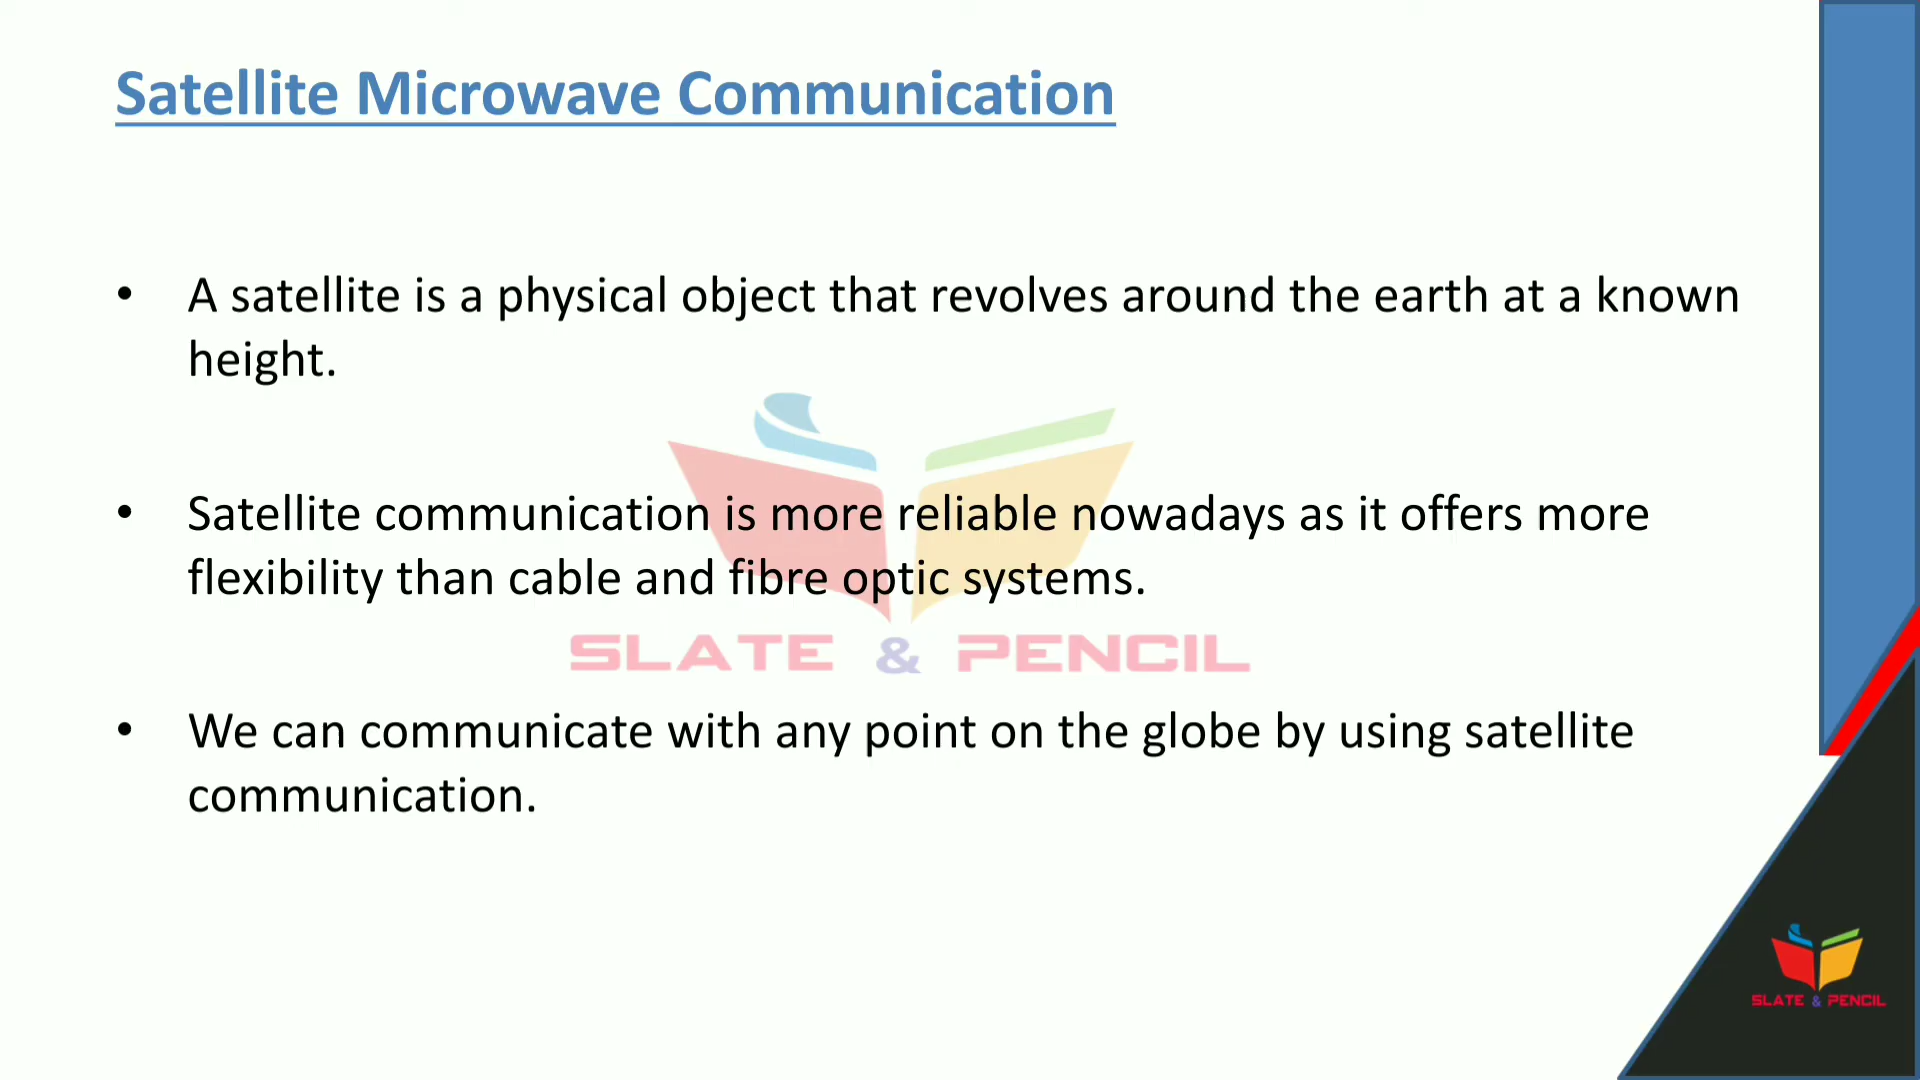 Satellite Microwave Communication
• A satellite is a physical object that revolves around the earth at a known
height.
• Satellite communication is more reliable nowadays as it offers more
flexibility than cable and fibre optic systems.
SLATE & PENCIL
• We can communicate with any point on the globe by using satellite
communication.
SLATE & PENCIL